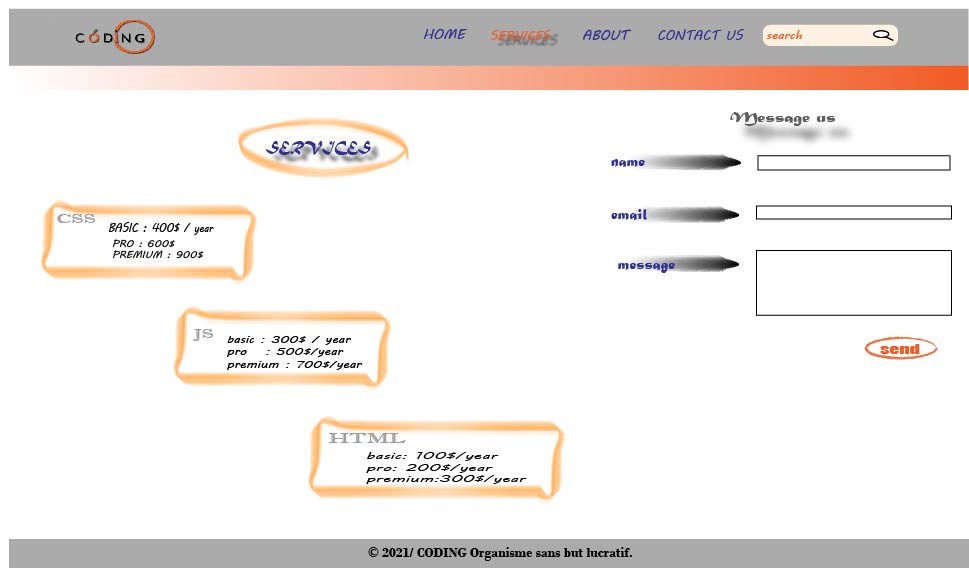 CÓDING
HOME SERVICES ABOUT CONTACT US search
SERVICES
CSS
BASIC : 400$ / year
PRO : 600$
PREMIUM : 900$
JS
basic : 300$ / year
pro : 500$/year
premium : 700$/year
HTML
basic: 100$/year
pro: 200$/year
premium:300$/year
Message us
name
email
message
send
© 2021/ CODING Organisme sans but lucratif.